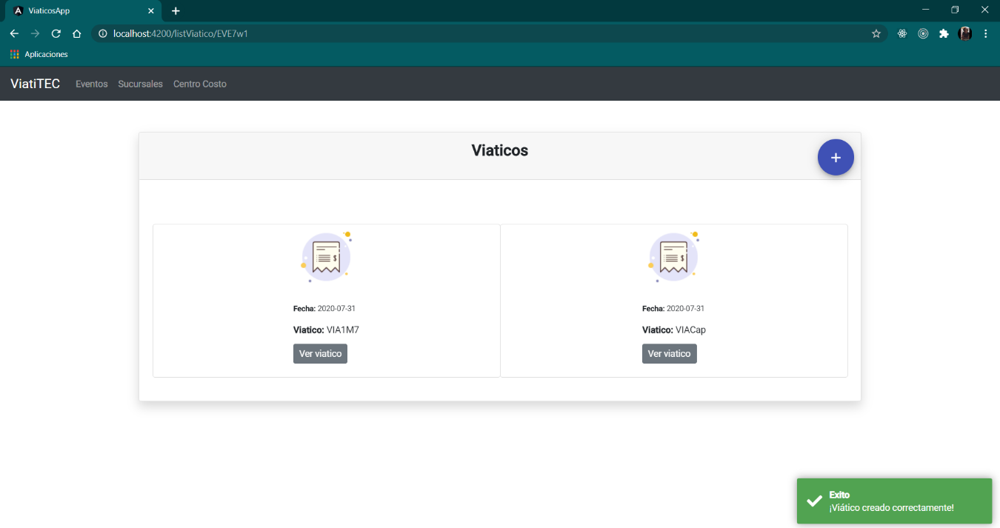 ViaticosApp
localhost:4200/listViatico/EVE7w1
Aplicaciones
ViatiTEC Eventos Sucursales Centro Costo
Viaticos
+
$ $
Fecha: 2020-07-31
Viatico: VIA1M7
Ver viatico
Fecha: 2020-07-31
Viatico: VIACap
Ver viatico
Exito
¡Viático creado correctamente!